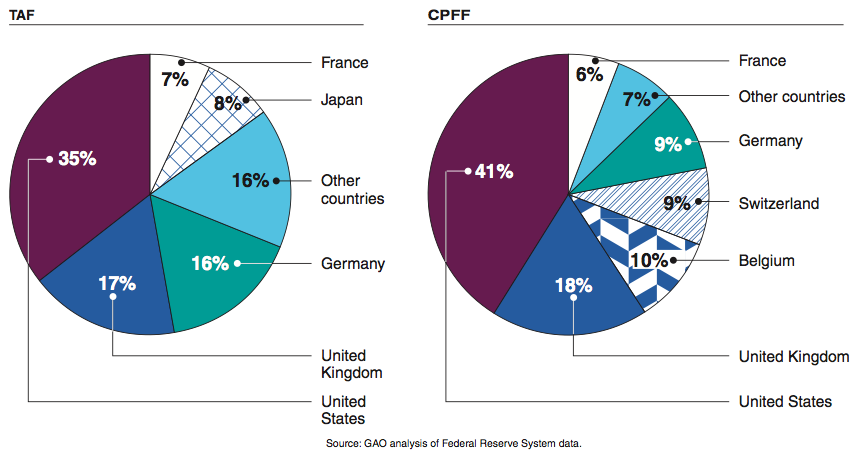 TAF
France
7%
Japan
8%
Other
countries
16%
Germany
16%
United
Kingdom
17%
United
States
35%
CPFF
France
6%
Other countries
7%
Germany
9%
Switzerland
9%
Belgium
10%
United Kingdom
18%
United States
41%
Source: GAO analysis of Federal Reserve System data.